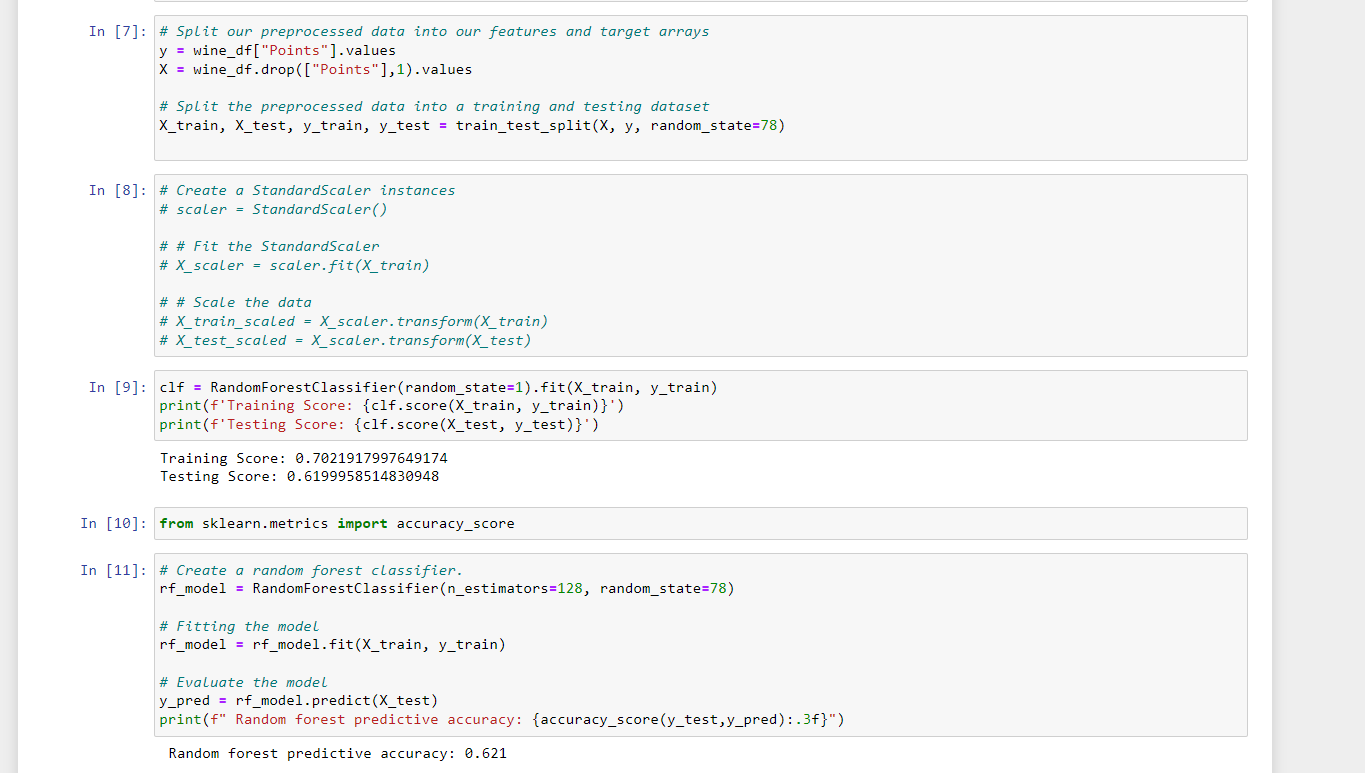 In [7]: # Split our preprocessed data into our features and target arrays
y = wine_df["Points"].values
X = wine_df.drop(["Points"],1).values
# Split the preprocessed data into a training and testing dataset
X_train, X_test, y_train, y_test = train_test_split(X, y, random_state=78)
In [8]: # Create a StandardScaler instances
# scaler = StandardScaler()
# # Fit the StandardScaler
# X_scaler = scaler.fit(X_train)
# # Scale the data
# X_train_scaled = X_scaler.transform(X_train)
# X_test_scaled = X_scaler.transform(X_test)
In [9]: clf = RandomForestClassifier(random_state=1).fit(X_train, y_train)
print(f'Training Score: {clf.score(X_train, y_train)}')
print(f'Testing Score: {clf.score(X_test, y_test)}')
Training Score: 0.7021917997649174
Testing Score: 0.6199958514830948
In [10]: from sklearn.metrics import accuracy_score
In [11]: # Create a random forest classifier.
rf_model = RandomForestClassifier(n_estimators=128, random_state=78)
# Fitting the model
rf_model = rf_model.fit(X_train, y_train)
# Evaluate the model
y_pred = rf_model.predict(X_test)
print(f" Random forest predictive accuracy: {accuracy_score(y_test,y_pred):.3f}")
Random forest predictive accuracy: 0.621